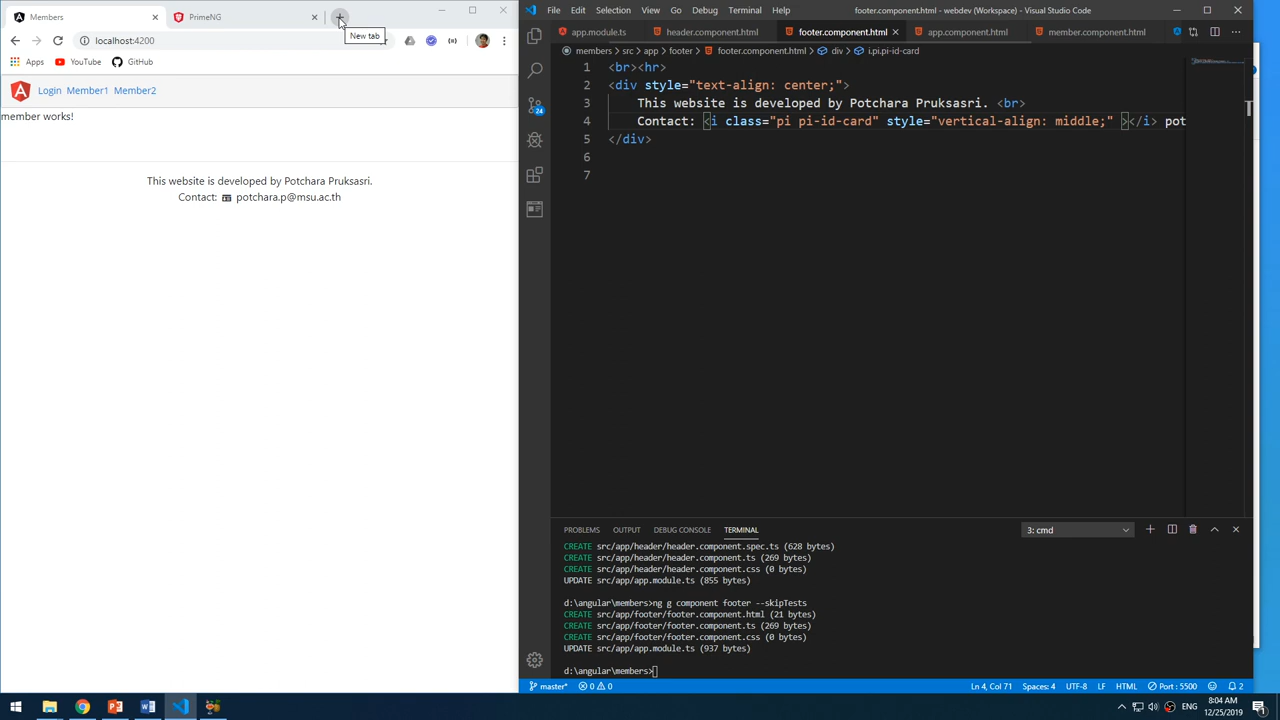 Members
PrimeNG
New tab
localhost:4200
Apps
YouTube
GitHub
Login Member1 Member2
member works!
This website is developed by Potchara Pruksasri.
Contact: potchara.p@msu.ac.th
File Edit Selection View Go Debug Terminal Help
footer.component.html - webdev (Workspace) - Visual Studio Code
app.module.ts
header.component.html
footer.component.html
app.component.html
member.component.html
members > src > app > footer > footer.component.html > div > i.pi.pi-id-card
1 <br><hr>
2 <div style="text-align: center;">
3 This website is developed by Potchara Pruksasri. <br>
4 Contact: <i class="pi pi-id-card" style="vertical-align: middle;" ></i> pot
5 </div>
6
7
24
PROBLEMS OUTPUT DEBUG CONSOLE TERMINAL
3: cmd
CREATE src/app/header/header.component.spec.ts (628 bytes)
CREATE src/app/header/header.component.ts (269 bytes)
CREATE src/app/header/header.component.css (0 bytes)
UPDATE src/app/app.module.ts (855 bytes)
d:\angular\members>ng g component footer --skipTests
CREATE src/app/footer/footer.component.html (21 bytes)
CREATE src/app/footer/footer.component.ts (269 bytes)
CREATE src/app/footer/footer.component.css (0 bytes)
UPDATE src/app/app.module.ts (937 bytes)
d:\angular\members>
master* 0 0
Ln 4, Col 71 Spaces: 4 UTF-8 LF HTML Port : 5500 2
ENG
8:04 AM
12/25/2019
1